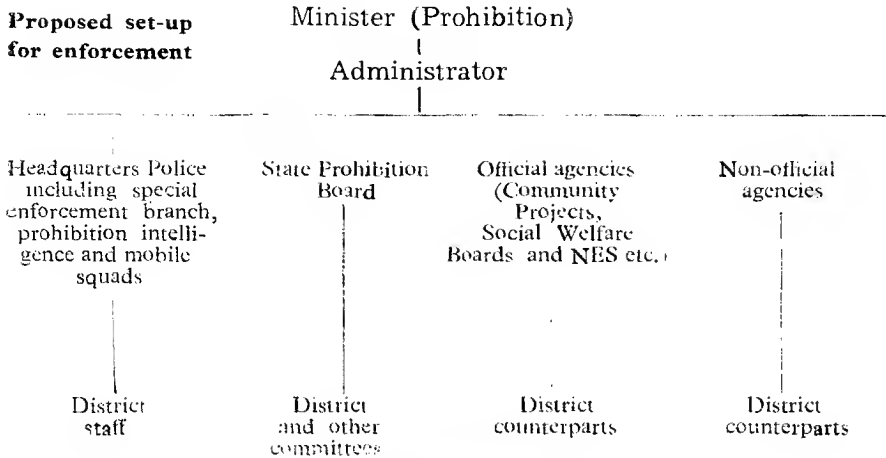 Proposed set-up
for enforcement
Minister (Prohibition)
Administrator
Headquarters Police
including special
enforcement branch,
prohibition intelli-
gence and mobile
squads
State Prohibition
Board
Official agencies
(Community
Projects,
Social Welfare
Boards and NES etc.)
Non-official
agencies
District
staff
District
and other
committees
District
counterparts
District
counterparts